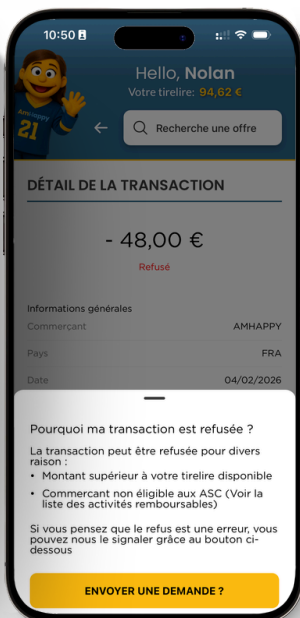 10:50
Hello, Nolan
Votre tirelire: 94,62 €
AmHappy
21
Recherche une offre
DÉTAIL DE LA TRANSACTION
- 48,00 €
Refusé
Informations générales
Commerçant AMHAPPY
Pays FRA
Date 04/02/2026
Pourquoi ma transaction est refusée ?
La transaction peut être refusée pour divers
raison :
• Montant supérieur à votre tirelire disponible
• Commercant non éligible aux ASC (Voir la
liste des activités remboursables)
Si vous pensez que le refus est une erreur, vous
pouvez nous le signaler grâce au bouton ci-
dessous
ENVOYER UNE DEMANDE ?